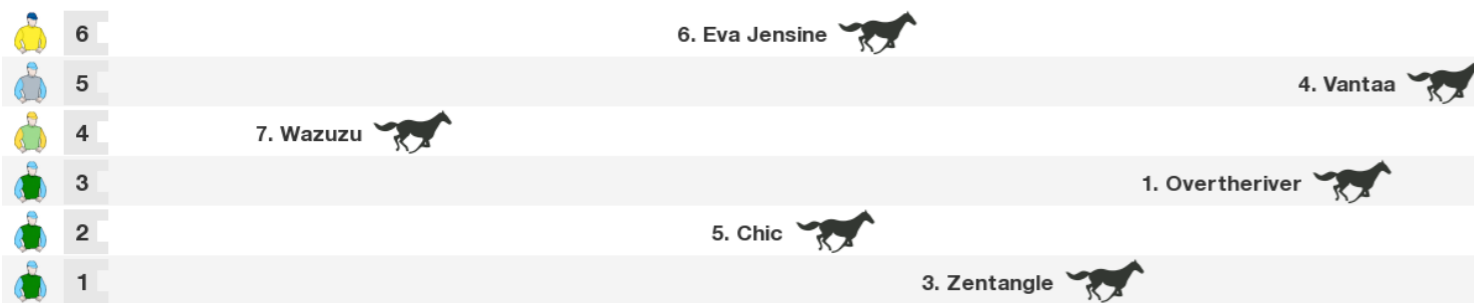 6 6. Eva Jensine
5 4. Vantaa
4 7. Wazuzu
3 1. Overtheriver
2 5. Chic
1 3. Zentangle